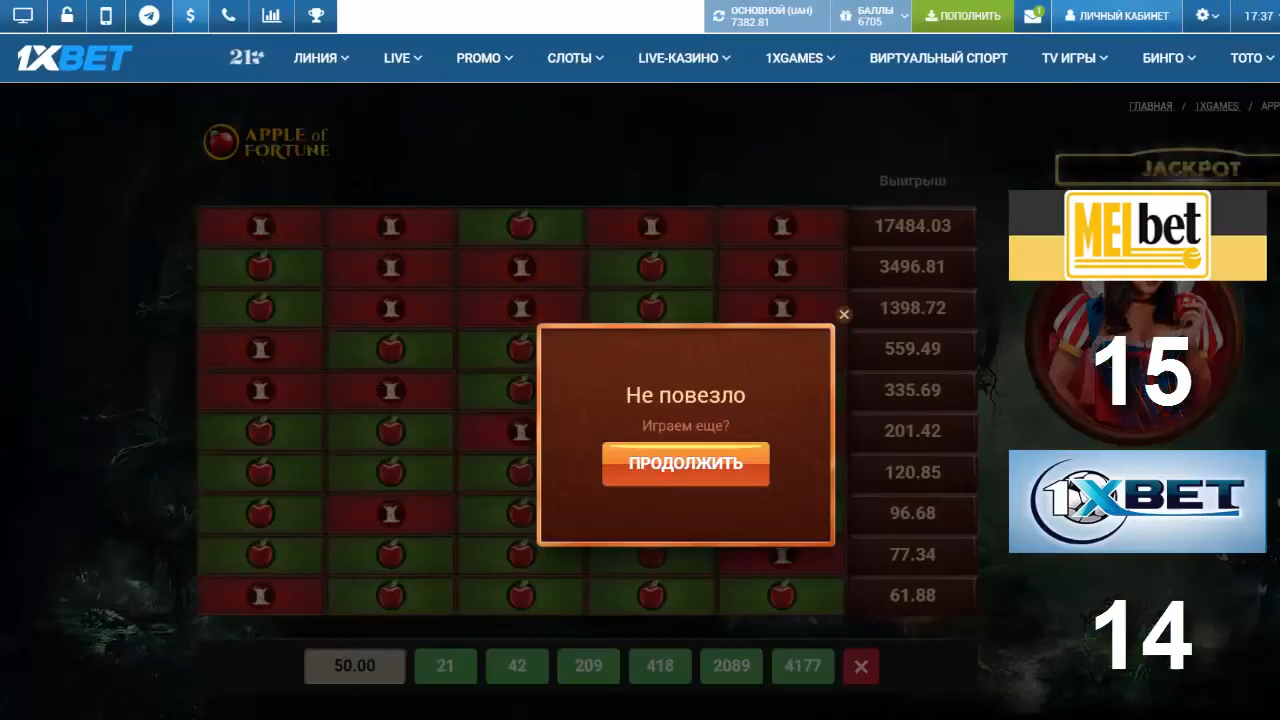 ОСНОВНОЙ (UAH)
7382.81
БАЛЛЫ
6705
ПОПОЛНИТЬ
1
ЛИЧНЫЙ КАБИНЕТ
17:37
1XBET
21
ЛИНИЯ
LIVE
PROMO
СЛОТЫ
LIVE-КАЗИНО
1XGAMES
ВИРТУАЛЬНЫЙ СПОРТ
TV ИГРЫ
БИНГО
ТОТО
ГЛАВНАЯ / 1XGAMES / APP
APPLE of
FORTUNE
JACKPOT
Выигрыш
17484.03
3496.81
1398.72
559.49
335.69
201.42
120.85
96.68
77.34
61.88
MELbet
15
1XBET
14
Не повезло
Играем еще?
ПРОДОЛЖИТЬ
50.00
21
42
209
418
2089
4177